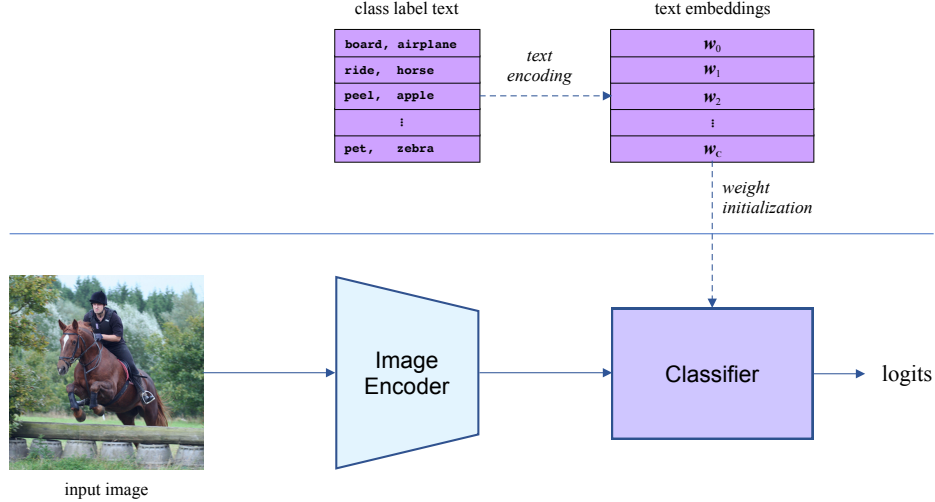 class label text
text embeddings
board, airplane
ride, horse
peel, apple
⋮
pet, zebra
text
encoding
w₀
w₁
w₂
⋮
w_C
weight
initialization
Image
Encoder
Classifier
logits
input image